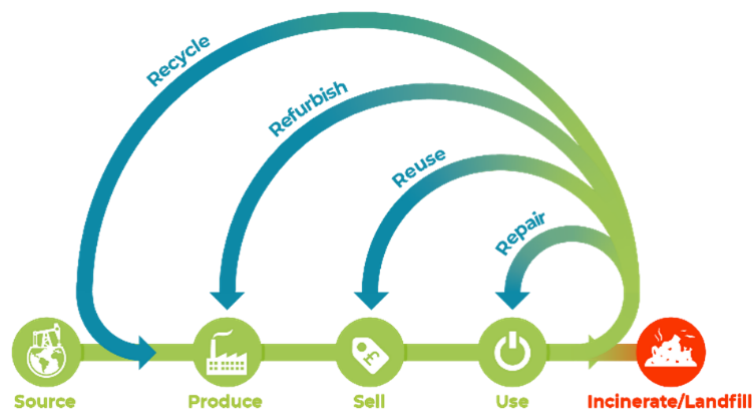 Recycle
Refurbish
Reuse
Repair
£
Source
Produce
Sell
Use
Incinerate/Landfill